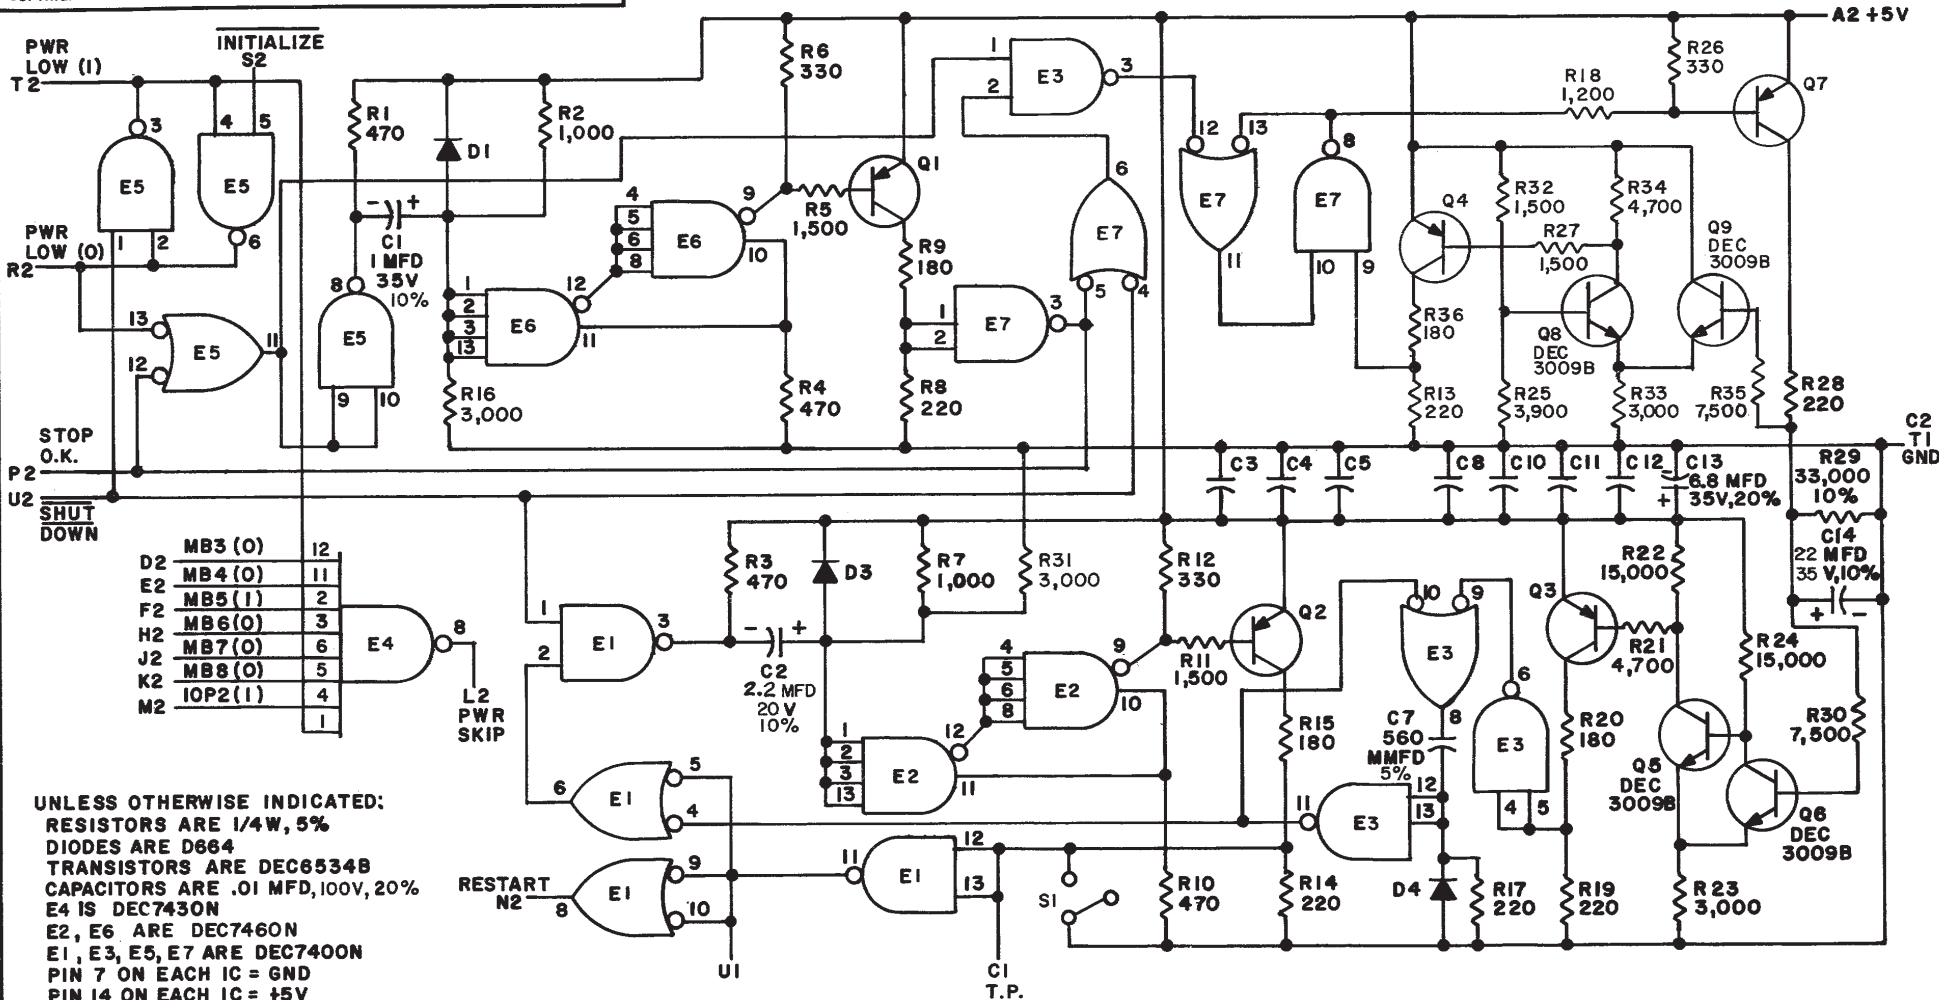 A2 +5V
INITIALIZE
S2
PWR
LOW (1)
T2
4 5
3
E5
E5
1 2
6
PWR
LOW (0)
R2
13
12
E5
11
STOP
O.K.
P2
U2
SHUT
DOWN
R1
470
D1
R2
1,000
- +
C1
1 MFD
35V
10%
8
E5
9 10
1
2
3
13
E6
12
11
R16
3,000
4
5
6
8
E6
9
10
R6
330
R5
1,500
Q1
R9
180
R4
470
R8
220
1
2
E7
3
1
2
E3
3
6
E7
5 4
12 13
E7
11
8
E7
10 9
R18
1,200
R26
330
Q7
Q4
R32
1,500
R34
4,700
R27
1,500
Q9
DEC
3009B
R36
180
Q8
DEC
3009B
R13
220
R25
3,900
R33
3,000
R35
7,500
R28
220
C2
T1
GND
C3
C4
C5
C8
C10
C11
C12
C13
- +
6.8 MFD
35V,20%
R29
33,000
10%
C14
22 MFD
35 V,10%
+ -
D2 MB3 (0) 12
E2 MB4 (0) 11
F2 MB5 (1) 2
H2 MB6 (0) 3
J2 MB7 (0) 6
K2 MB8 (0) 5
M2 IOP2 (1) 4
1
E4
8
L2
PWR
SKIP
1
2
E1
3
R3
470
- +
C2
2.2 MFD
20 V
10%
D3
R7
1,000
R31
3,000
1
2
3
13
E2
12
11
4
5
6
8
E2
9
10
R12
330
R11
1,500
Q2
R15
180
10 9
E3
8
C7
560
MMFD
5%
6
E3
4 5
Q3
R22
15,000
R21
4,700
R20
180
R24
15,000
R30
7,500
Q5
DEC
3009B
Q6
DEC
3009B
6
E1
5
4
11
E3
12
13
RESTART
N2
8
E1
9
10
11
E1
12
13
S1
R10
470
R14
220
D4
R17
220
R19
220
R23
3,000
U1
C1
T.P.
UNLESS OTHERWISE INDICATED:
RESISTORS ARE 1/4W, 5%
DIODES ARE D664
TRANSISTORS ARE DEC6534B
CAPACITORS ARE .01 MFD, 100V, 20%
E4 IS DEC7430N
E2, E6 ARE DEC7460N
E1, E3, E5, E7 ARE DEC7400N
PIN 7 ON EACH IC = GND
PIN 14 ON EACH IC = +5V